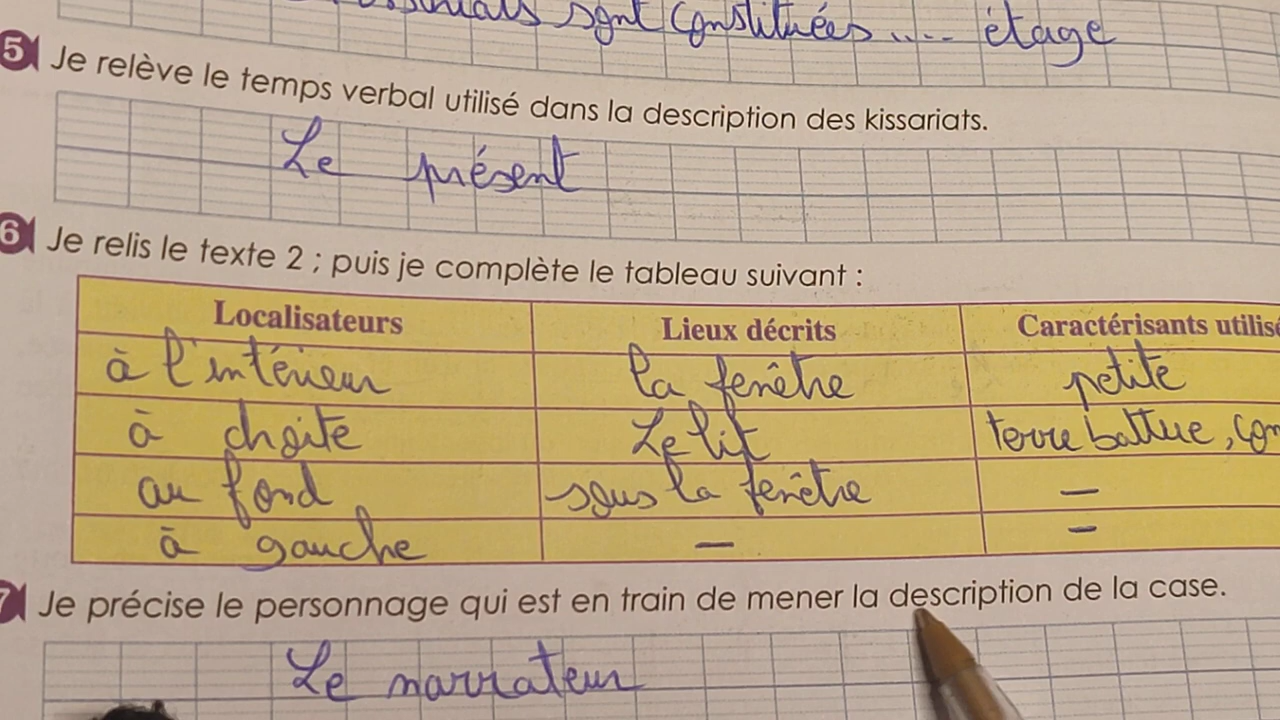 sont constituées .... étage
5 Je relève le temps verbal utilisé dans la description des kissariats.
Le présent
6 Je relis le texte 2 ; puis je complète le tableau suivant :
Localisateurs Lieux décrits Caractérisants utilisé
à l'intérieur la fenêtre petite
à droite Le lit terre battue, com
au fond sous la fenêtre —
à gauche — —
7 Je précise le personnage qui est en train de mener la description de la case.
Le narrateur